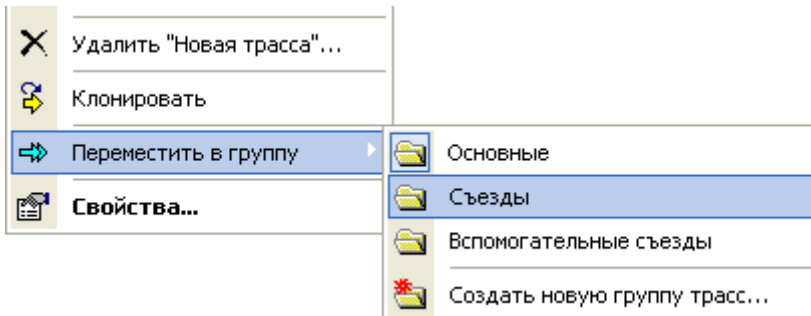 Удалить "Новая трасса"...
Клонировать
Переместить в группу
Свойства...
Основные
Съезды
Вспомогательные съезды
Создать новую группу трасс...